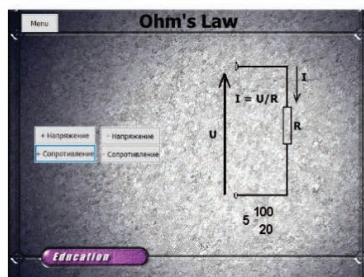 Menu
Ohm's Law
I
I = U/R
U
R
+ Напряжение - Напряжение
+ Сопротивление - Сопротивление
5 100
20
Education